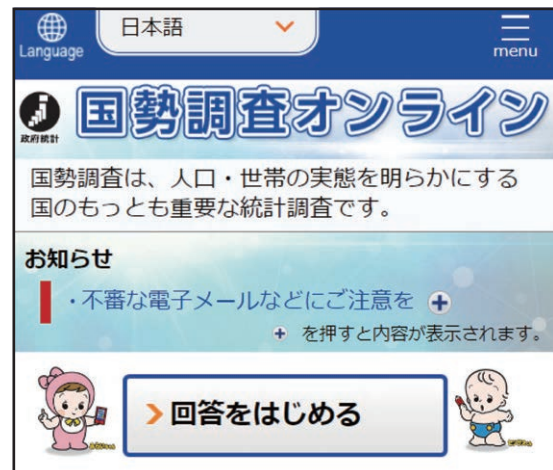 日本語
Language
menu
政府統計
国勢調査オンライン
国勢調査は、人口・世帯の実態を明らかにする
国のもっとも重要な統計調査です。
お知らせ
・不審な電子メールなどにご注意を +
+ を押すと内容が表示されます。
> 回答をはじめる